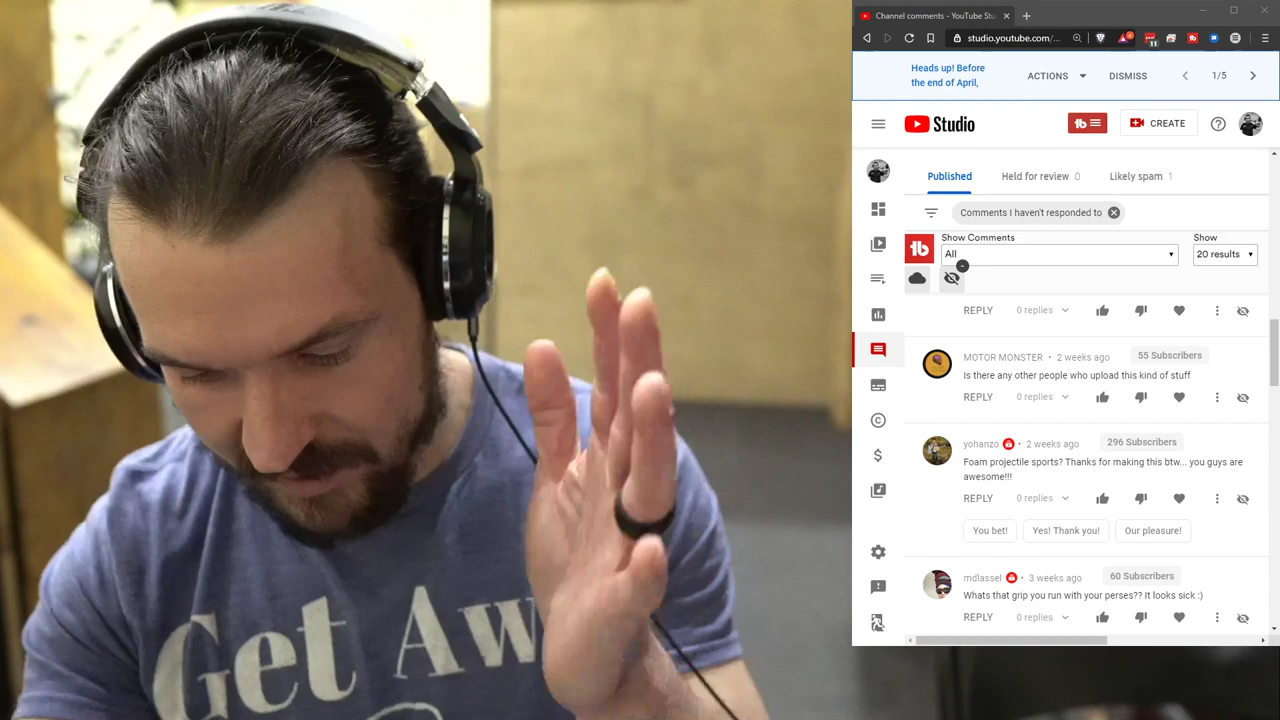 Channel comments - YouTube Stu
studio.youtube.com/...
4
11
Heads up! Before
the end of April,
ACTIONS
DISMISS
1/5
Studio
tb
CREATE
Published
Held for review 0
Likely spam 1
Comments I haven't responded to
tb
Show Comments
Show
All
20 results
REPLY 0 replies
MOTOR MONSTER • 2 weeks ago 55 Subscribers
Is there any other people who upload this kind of stuff
REPLY 0 replies
yohanzo • 2 weeks ago 296 Subscribers
Foam projectile sports? Thanks for making this btw... you guys are
awesome!!!
REPLY 0 replies
You bet! Yes! Thank you! Our pleasure!
mdlassel • 3 weeks ago 60 Subscribers
Whats that grip you run with your perses?? It looks sick :)
REPLY 0 replies
Get Aw